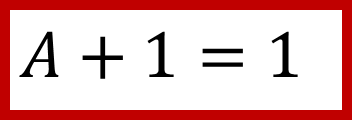 A + 1 = 1